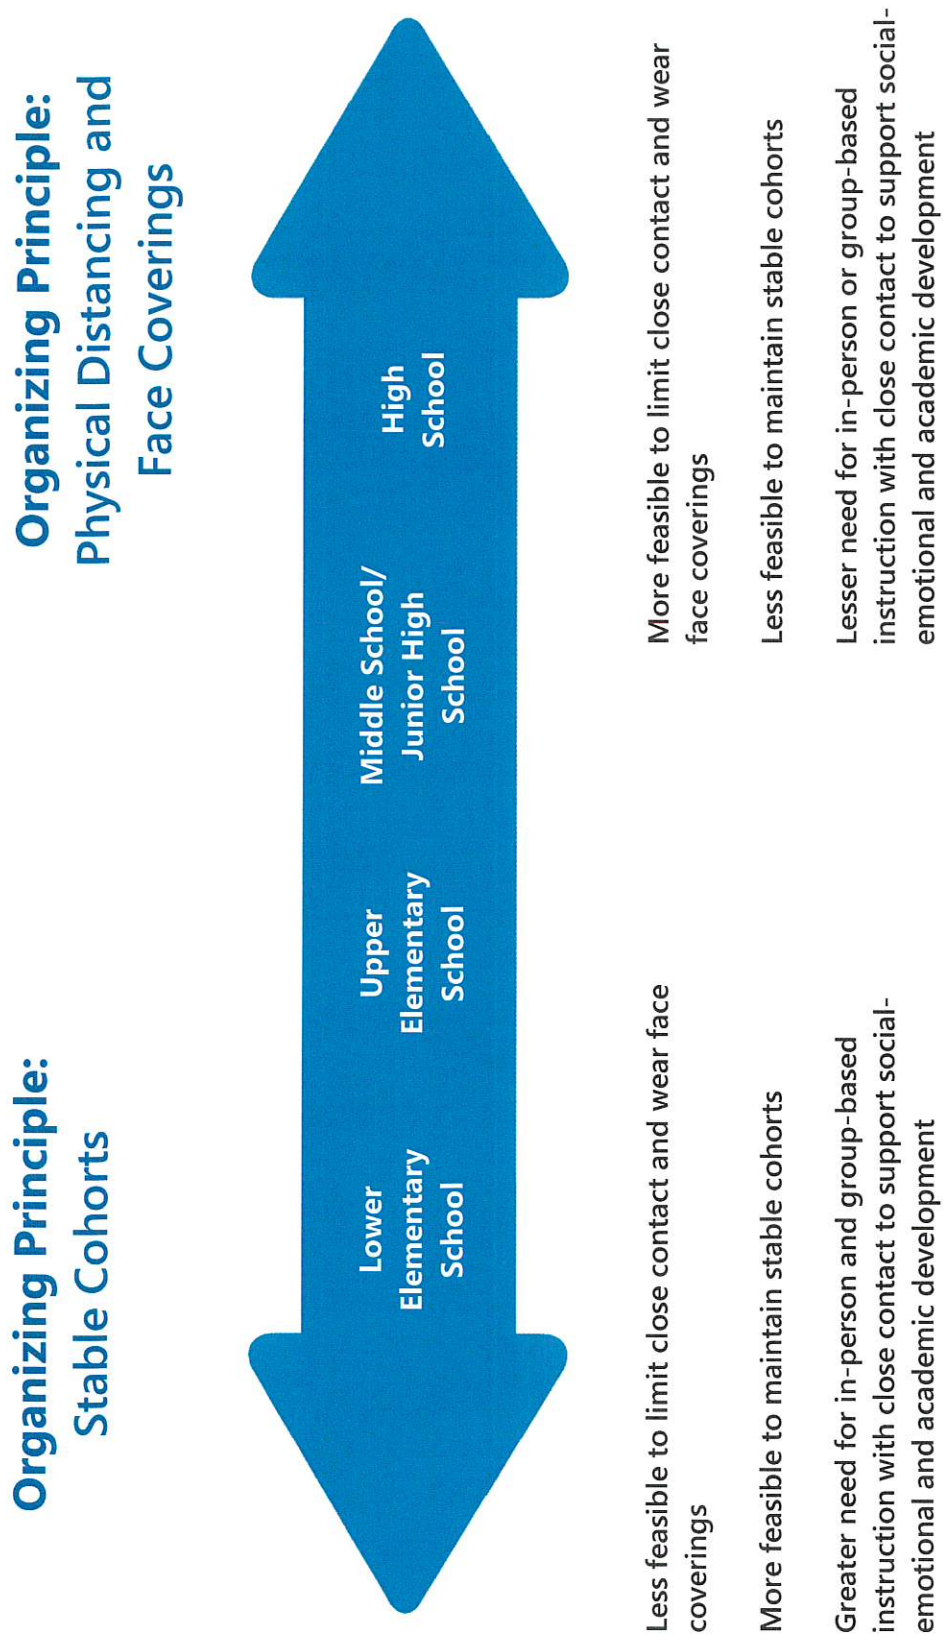 Organizing Principle:
Stable Cohorts
Organizing Principle:
Physical Distancing and
Face Coverings
Lower
Elementary
School
Upper
Elementary
School
Middle School/
Junior High
School
High
School
Less feasible to limit close contact and wear face
coverings
More feasible to maintain stable cohorts
Greater need for in-person and group-based
instruction with close contact to support social-
emotional and academic development
More feasible to limit close contact and wear
face coverings
Less feasible to maintain stable cohorts
Lesser need for in-person or group-based
instruction with close contact to support social-
emotional and academic development